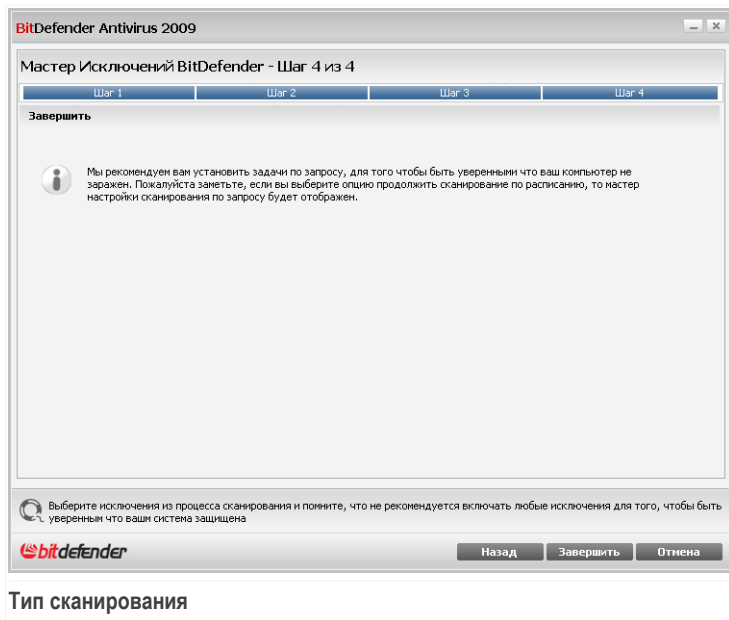 BitDefender Antivirus 2009
Мастер Исключений BitDefender - Шаг 4 из 4
Шаг 1 Шаг 2 Шаг 3 Шаг 4
Завершить
Мы рекомендуем вам установить задачи по запросу, для того чтобы быть уверенными что ваш компьютер не
заражен. Пожалуйста заметьте, если вы выберите опцию продолжить сканирование по расписанию, то мастер
настройки сканирования по запросу будет отображен.
Выберите исключения из процесса сканирования и помните, что не рекомендуется включать любые исключения для того, чтобы быть
уверенным что вашм система защищена
bitdefender
Назад Завершить Отмена
Тип сканирования